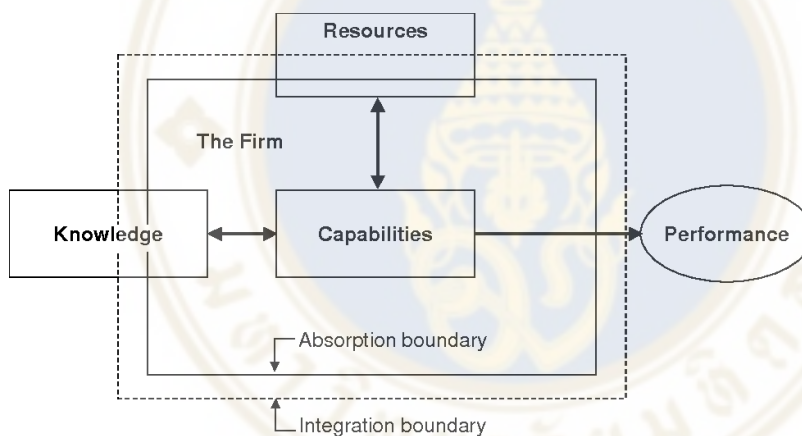 Resources
The Firm
Knowledge
Capabilities
Performance
Absorption boundary
Integration boundary